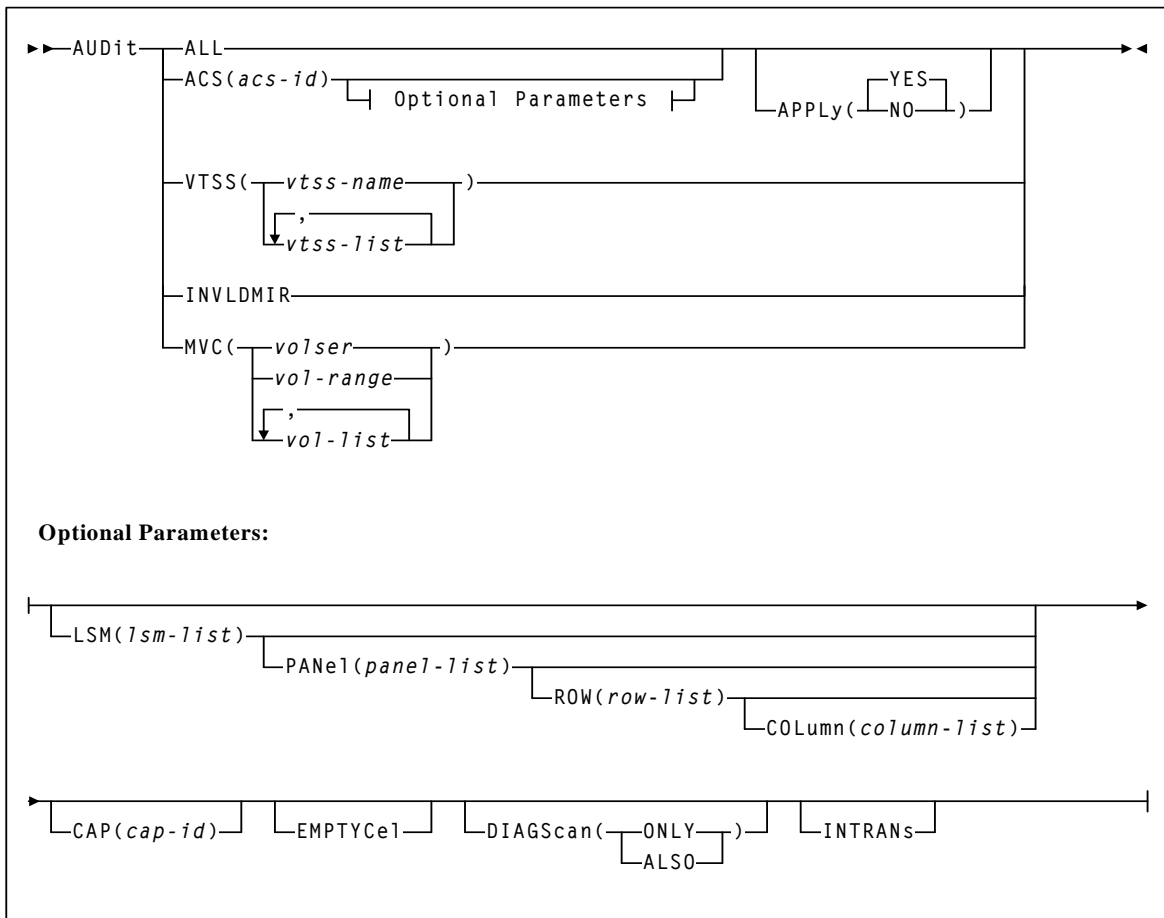 AUDit ALL
ACS(acs-id)
Optional Parameters
YES
APPLy( NO )
VTSS( vtss-name )
,
vtss-list
INVLDMIR
MVC( volser )
vol-range
,
vol-list
Optional Parameters:
LSM(lsm-list)
PANel(panel-list)
ROW(row-list)
COLumn(column-list)
CAP(cap-id) EMPTYCel DIAGScan( ONLY ) INTRANs
ALSO